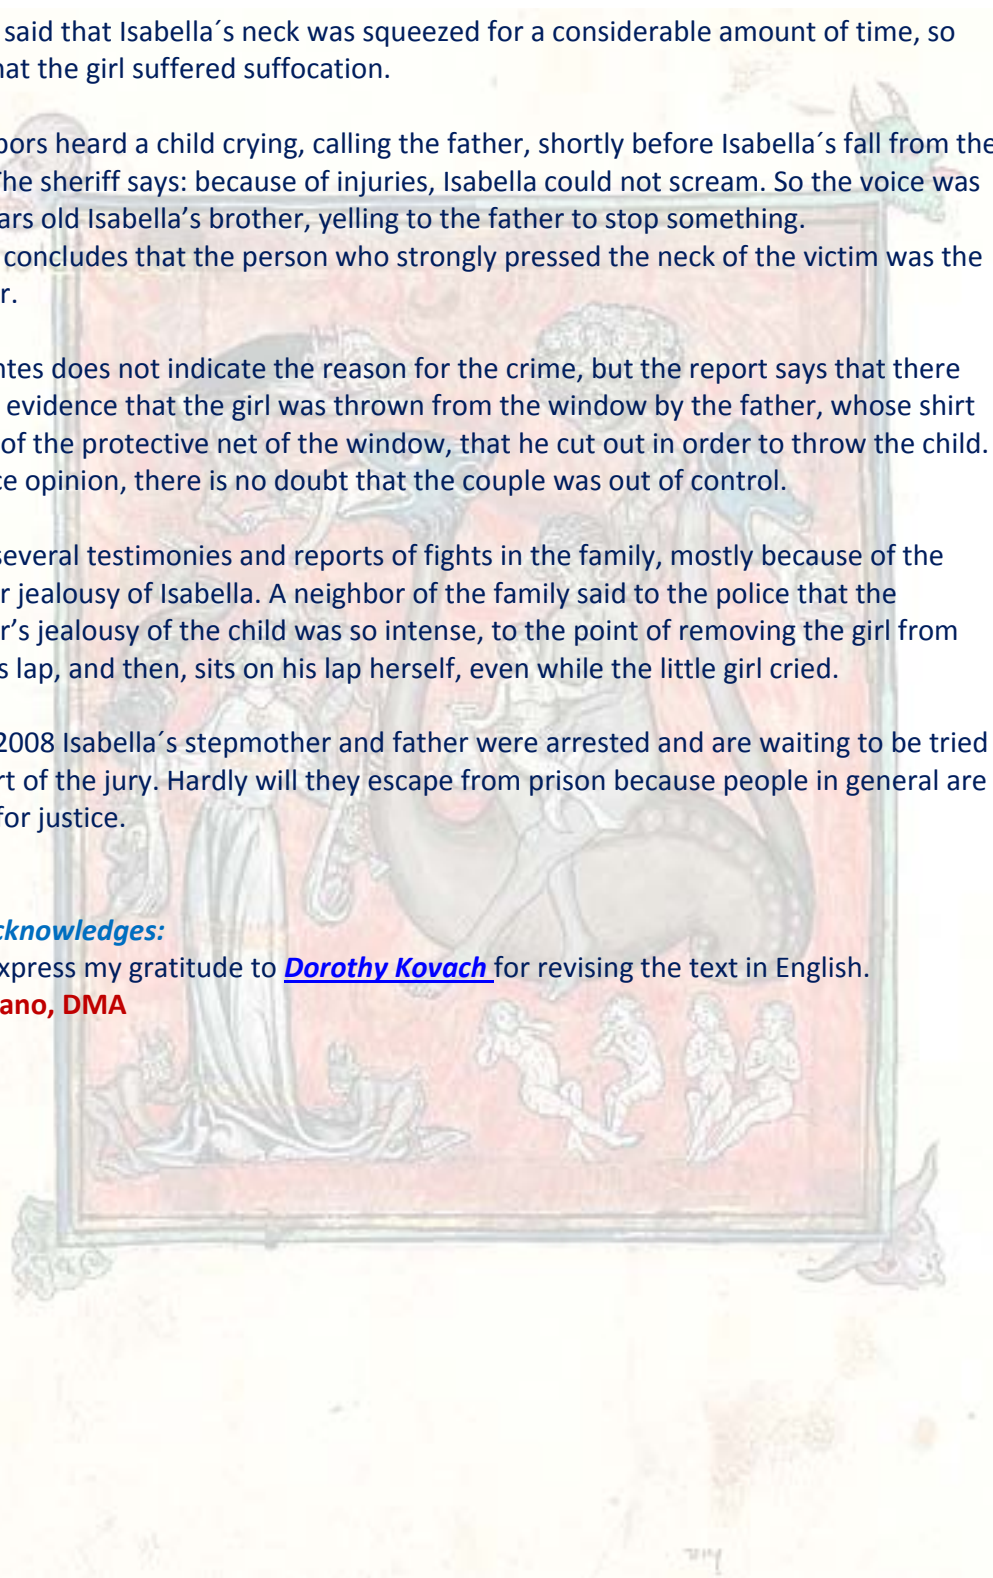 said that Isabella´s neck was squeezed for a considerable amount of time, so
hat the girl suffered suffocation.
bors heard a child crying, calling the father, shortly before Isabella´s fall from the
The sheriff says: because of injuries, Isabella could not scream. So the voice was
ars old Isabella’s brother, yelling to the father to stop something.
concludes that the person who strongly pressed the neck of the victim was the
r.
ntes does not indicate the reason for the crime, but the report says that there
evidence that the girl was thrown from the window by the father, whose shirt
of the protective net of the window, that he cut out in order to throw the child.
ce opinion, there is no doubt that the couple was out of control.
several testimonies and reports of fights in the family, mostly because of the
r jealousy of Isabella. A neighbor of the family said to the police that the
r’s jealousy of the child was so intense, to the point of removing the girl from
s lap, and then, sits on his lap herself, even while the little girl cried.
2008 Isabella´s stepmother and father were arrested and are waiting to be tried
rt of the jury. Hardly will they escape from prison because people in general are
for justice.
cknowledges:
xpress my gratitude to Dorothy Kovach for revising the text in English.
ano, DMA